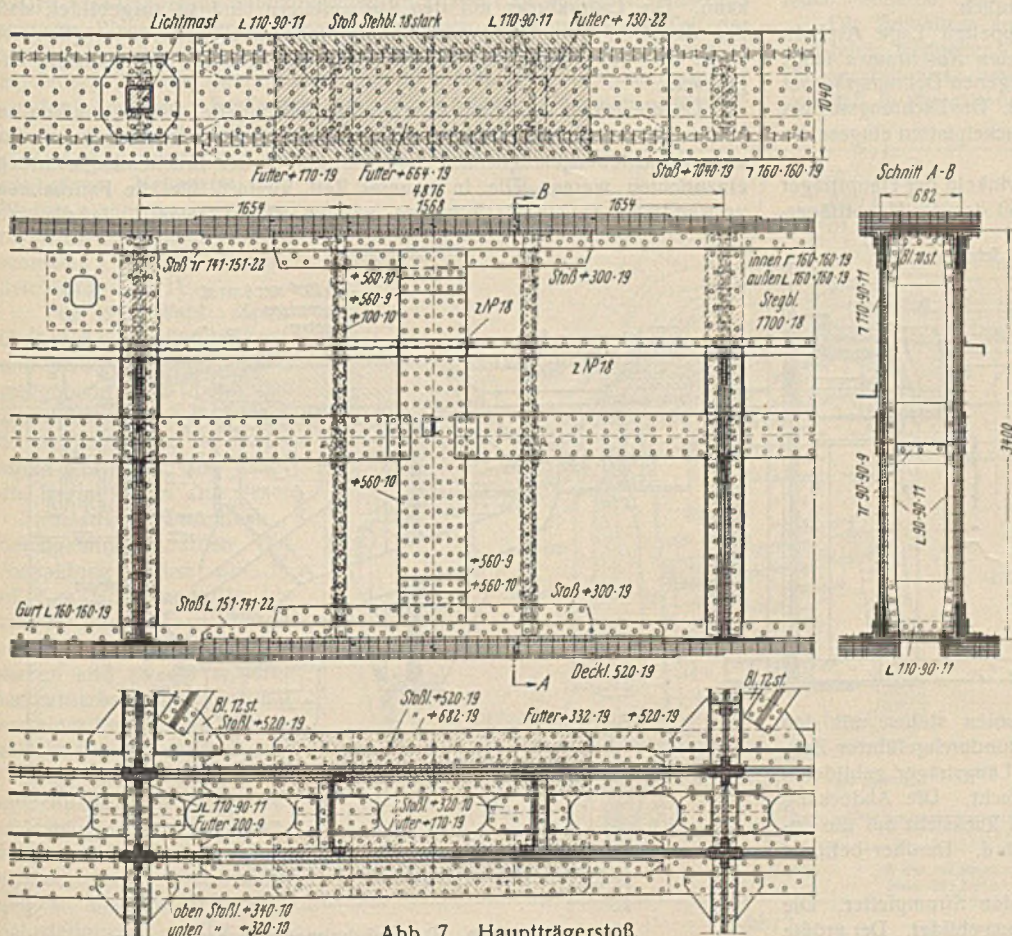 Lichtmast
∟110·90·11
Stoß Stehbl. 18 stark
∟110·90·11
Futter ÷ 130·22
1040
Futter ÷ 170·19
Futter ÷ 664·19
Stoß ÷ 1040·19
⅂ 160·160·19
4876
1654
1568
B
1654
Stoß ⅂Γ 141·151·22
÷560·10
÷560·9
÷100·10
Z NP 18
Stoß ÷ 300·19
innen Γ 160·160·19
außen ∟ 160·160·19
Stegbl.
1700·18
Z NP 18
÷560·10
÷560·9
÷560·10
Gurt ∟ 160·160·19
Stoß ∟ 151·141·22
Stoß ÷ 300·19
A
Deckl. 520·19
Schnitt A-B
682
Bl. 10 st.
⅂ 110·90·11
⅂Γ 90·90·9
∟ 90·90·11
3400
∟ 110·90·11
Bl. 12 st.
Stoßl. ÷ 520·19
Stoßl. ÷ 520·19
" ÷ 682·19
Futter ÷ 332·19
÷ 520·19
Bl. 12 st.
⅃∟ 110·90·11
Futter 200·9
Stoßl. ÷ 320·10
Futter ÷ 170·19
oben Stoßl. ÷ 340·10
unten " ÷ 320·10
Abb. 7. Hauptträgerstoß